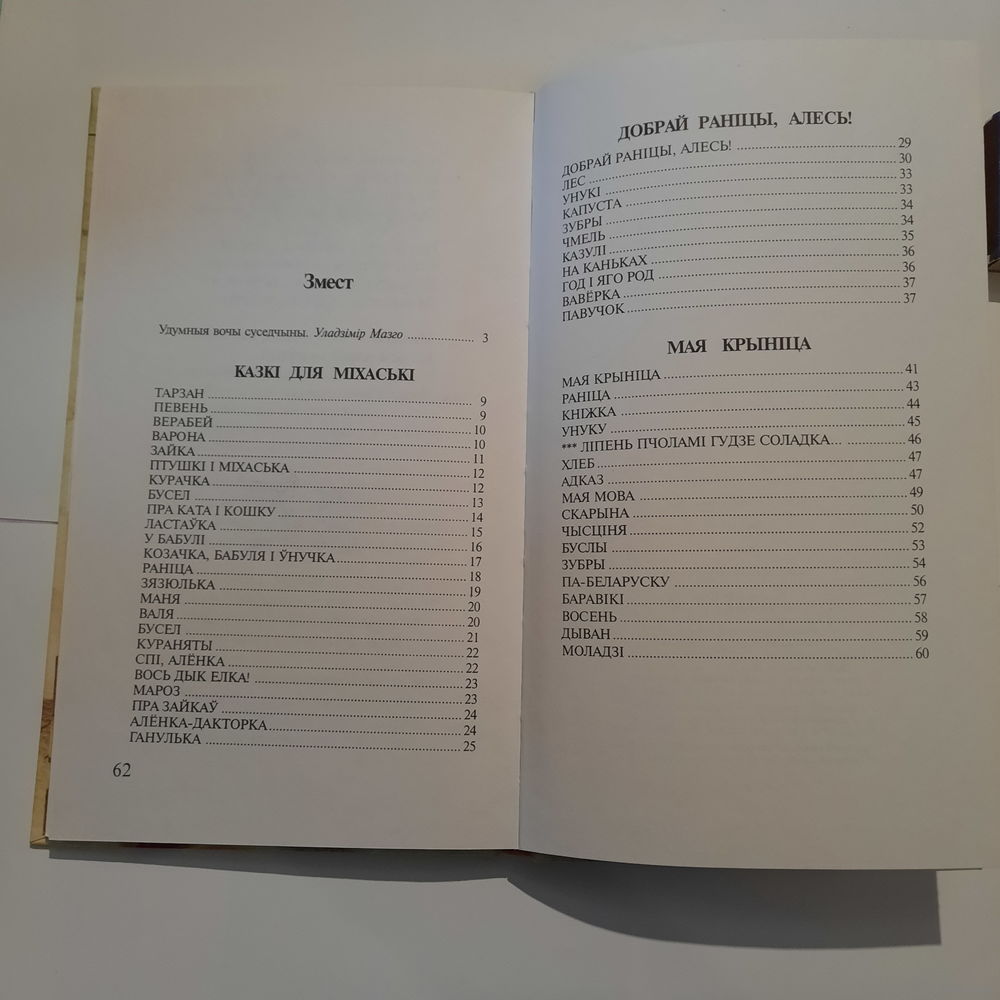 Змест
Удумныя вочы суседчыны. Уладзімір Мазго ........ 3
КАЗКІ ДЛЯ МІХАСЬКІ
ТАРЗАН ........ 9
ПЕВЕНЬ ........ 9
ВЕРАБЕЙ ........ 10
ВАРОНА ........ 10
ЗАЙКА ........ 11
ПТУШКІ І МІХАСЬКА ........ 12
КУРАЧКА ........ 12
БУСЕЛ ........ 13
ПРА КАТА І КОШКУ ........ 14
ЛАСТАЎКА ........ 15
У БАБУЛІ ........ 16
КОЗАЧКА, БАБУЛЯ І ЎНУЧКА ........ 17
РАНІЦА ........ 18
ЗЯЗЮЛЬКА ........ 19
МАНЯ ........ 20
ВАЛЯ ........ 20
БУСЕЛ ........ 21
КУРАНЯТЫ ........ 22
СПІ, АЛЁНКА ........ 22
ВОСЬ ДЫК ЕЛКА! ........ 23
МАРОЗ ........ 23
ПРА ЗАЙКАЎ ........ 24
АЛЁНКА-ДАКТОРКА ........ 24
ГАНУЛЬКА ........ 25
62
ДОБРАЙ РАНІЦЫ, АЛЕСЬ!
ДОБРАЙ РАНІЦЫ, АЛЕСЬ! ........ 29
ЛЕС ........ 30
УНУКІ ........ 33
КАПУСТА ........ 33
ЗУБРЫ ........ 34
ЧМЕЛЬ ........ 34
КАЗУЛІ ........ 35
НА КАНЬКАХ ........ 36
ГОД І ЯГО РОД ........ 36
ВАВЁРКА ........ 37
ПАВУЧОК ........ 37
МАЯ КРЫНІЦА
МАЯ КРЫНІЦА ........ 41
РАНІЦА ........ 43
КНІЖКА ........ 44
УНУКУ ........ 45
*** ЛІПЕНЬ ПЧОЛАМІ ГУДЗЕ СОЛАДКА... ........ 46
ХЛЕБ ........ 47
АДКАЗ ........ 47
МАЯ МОВА ........ 49
СКАРЫНА ........ 50
ЧЫСЦІНЯ ........ 52
БУСЛЫ ........ 53
ЗУБРЫ ........ 54
ПА-БЕЛАРУСКУ ........ 56
БАРАВІКІ ........ 57
ВОСЕНЬ ........ 58
ДЫВАН ........ 59
МОЛАДЗІ ........ 60